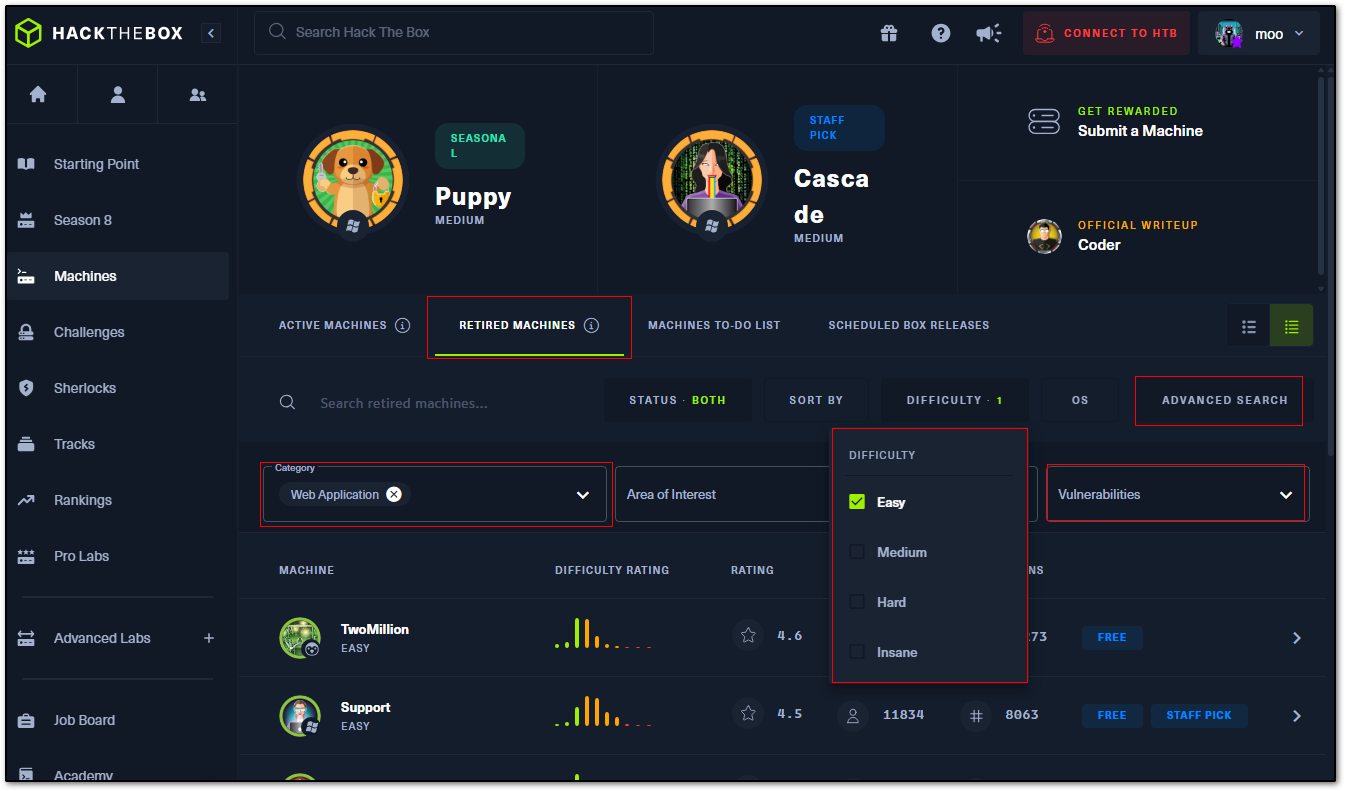 HACKTHEBOX
Search Hack The Box
CONNECT TO HTB
moo
Starting Point
Season 8
Machines
Challenges
Sherlocks
Tracks
Rankings
Pro Labs
Advanced Labs
Job Board
Academy
SEASONA
L
Puppy
MEDIUM
STAFF
PICK
Casca
de
MEDIUM
GET REWARDED
Submit a Machine
OFFICIAL WRITEUP
Coder
ACTIVE MACHINES
RETIRED MACHINES
MACHINES TO-DO LIST
SCHEDULED BOX RELEASES
Search retired machines...
STATUS · BOTH
SORT BY
DIFFICULTY · 1
OS
ADVANCED SEARCH
Category
Web Application
Area of Interest
Vulnerabilities
DIFFICULTY
Easy
Medium
Hard
Insane
MACHINE
DIFFICULTY RATING
RATING
NS
TwoMillion
EASY
4.6
73
FREE
Support
EASY
4.5
11834
8063
FREE
STAFF PICK